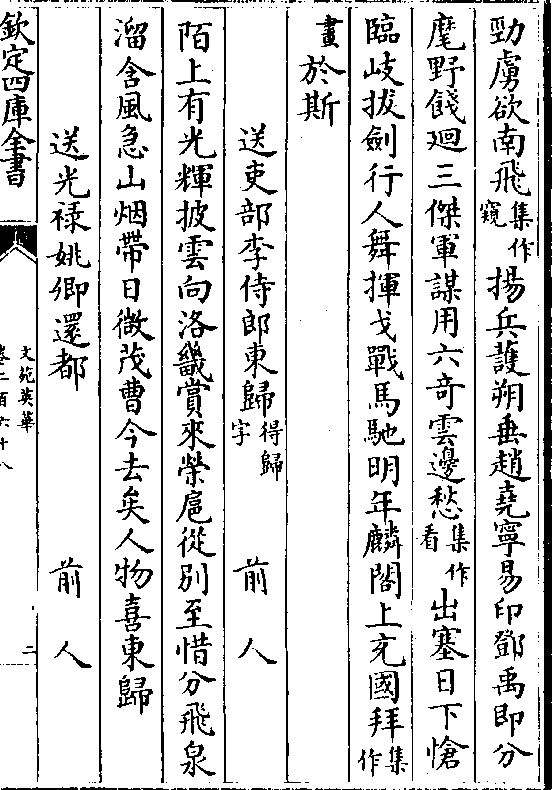 勁虜欲南飛集作窺揚兵護朔垂趙堯寧易印鄧禹即分
麾野餞廻三傑軍謀用六奇雲邊愁集作看出塞日下愴
臨岐拔劍行人舞揮戈戰馬馳明年麟閣上充國拜集作
畫於斯
送吏部李侍郎東歸得歸字 前人
陌上有光輝披雲向洛畿賞來榮扈從别至惜分飛泉
溜含風急山烟帶日微茂曹今去矣人物喜東歸
送光禄姚卿還都 前人
欽定四庫全書
文苑英華
卷二百六十八
二